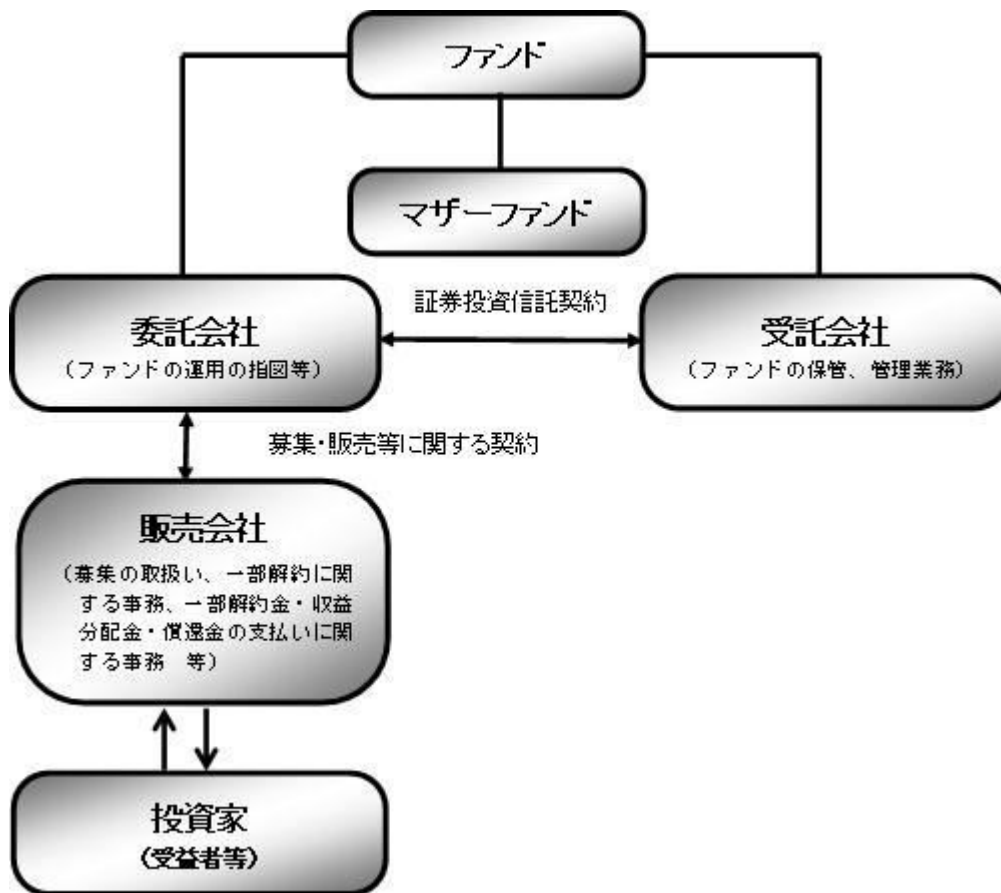 ファンド
マザーファンド
証券投資信託契約
委託会社
(ファンドの運用の指図等)
受託会社
(ファンドの保管、管理業務)
募集・販売等に関する契約
販売会社
(募集の取扱い、一部解約に関
する事務、一部解約金・収益
分配金・償還金の支払いに関
する事務　等)
投資家
(受益者等)